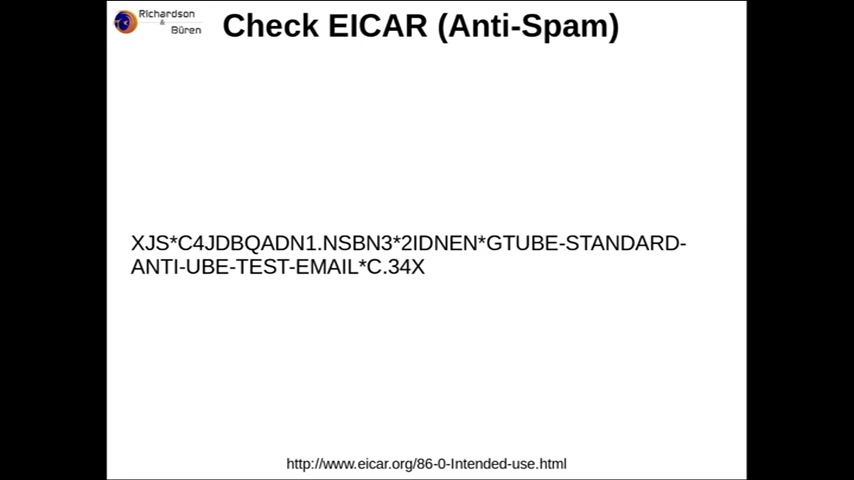 Richardson
&
Büren
Check EICAR (Anti-Spam)
XJS*C4JDBQADN1.NSBN3*2IDNEN*GTUBE-STANDARD-
ANTI-UBE-TEST-EMAIL*C.34X
http://www.eicar.org/86-0-Intended-use.html